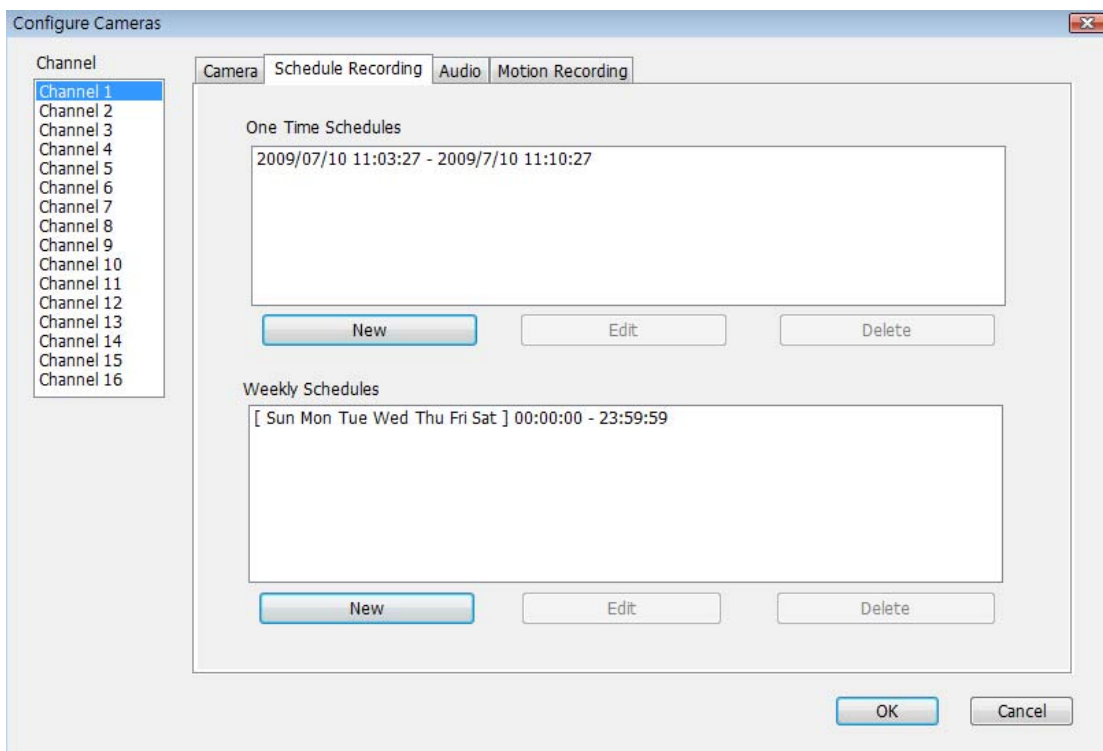 Configure Cameras
Channel
Channel 1
Channel 2
Channel 3
Channel 4
Channel 5
Channel 6
Channel 7
Channel 8
Channel 9
Channel 10
Channel 11
Channel 12
Channel 13
Channel 14
Channel 15
Channel 16
Camera Schedule Recording Audio Motion Recording
One Time Schedules
2009/07/10 11:03:27 - 2009/7/10 11:10:27
New Edit Delete
Weekly Schedules
[ Sun Mon Tue Wed Thu Fri Sat ] 00:00:00 - 23:59:59
New Edit Delete
OK Cancel